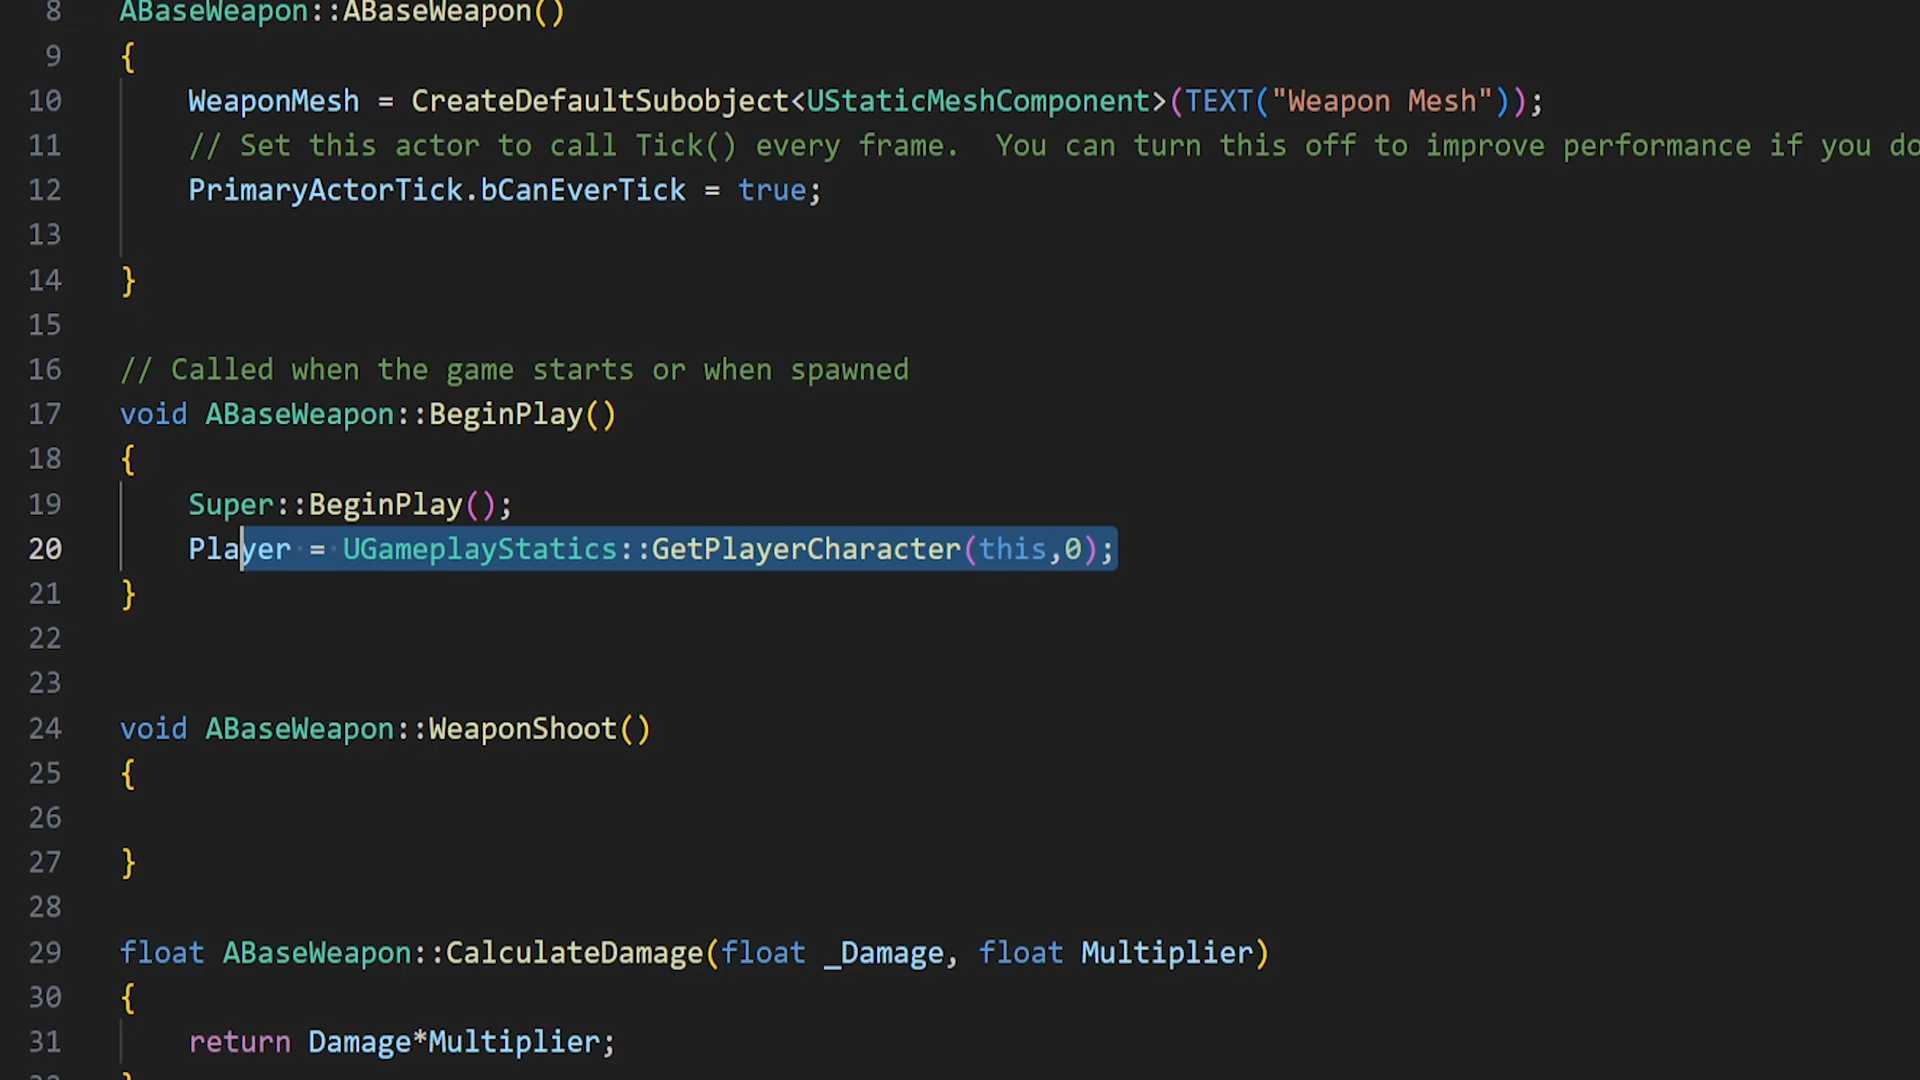 8 ABaseWeapon::ABaseWeapon()
9 {
10 WeaponMesh = CreateDefaultSubobject<UStaticMeshComponent>(TEXT("Weapon Mesh"));
11 // Set this actor to call Tick() every frame.  You can turn this off to improve performance if you do
12 PrimaryActorTick.bCanEverTick = true;
13
14 }
15
16 // Called when the game starts or when spawned
17 void ABaseWeapon::BeginPlay()
18 {
19 Super::BeginPlay();
20 Player = UGameplayStatics::GetPlayerCharacter(this,0);
21 }
22
23
24 void ABaseWeapon::WeaponShoot()
25 {
26
27 }
28
29 float ABaseWeapon::CalculateDamage(float _Damage, float Multiplier)
30 {
31 return Damage*Multiplier;